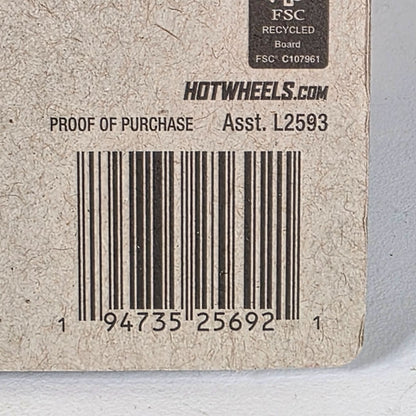 FSC
RECYCLED
Board
FSC® C107961
HOTWHEELS.COM
PROOF OF PURCHASE Asst. L2593
1 94735 25692 1